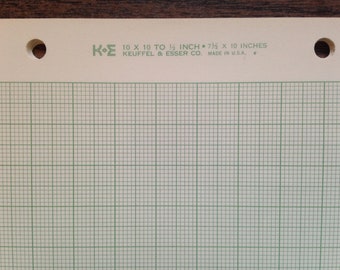 K+E 10 X 10 TO ½ INCH • 7½ X 10 INCHES
KEUFFEL & ESSER CO. MADE IN U.S.A.